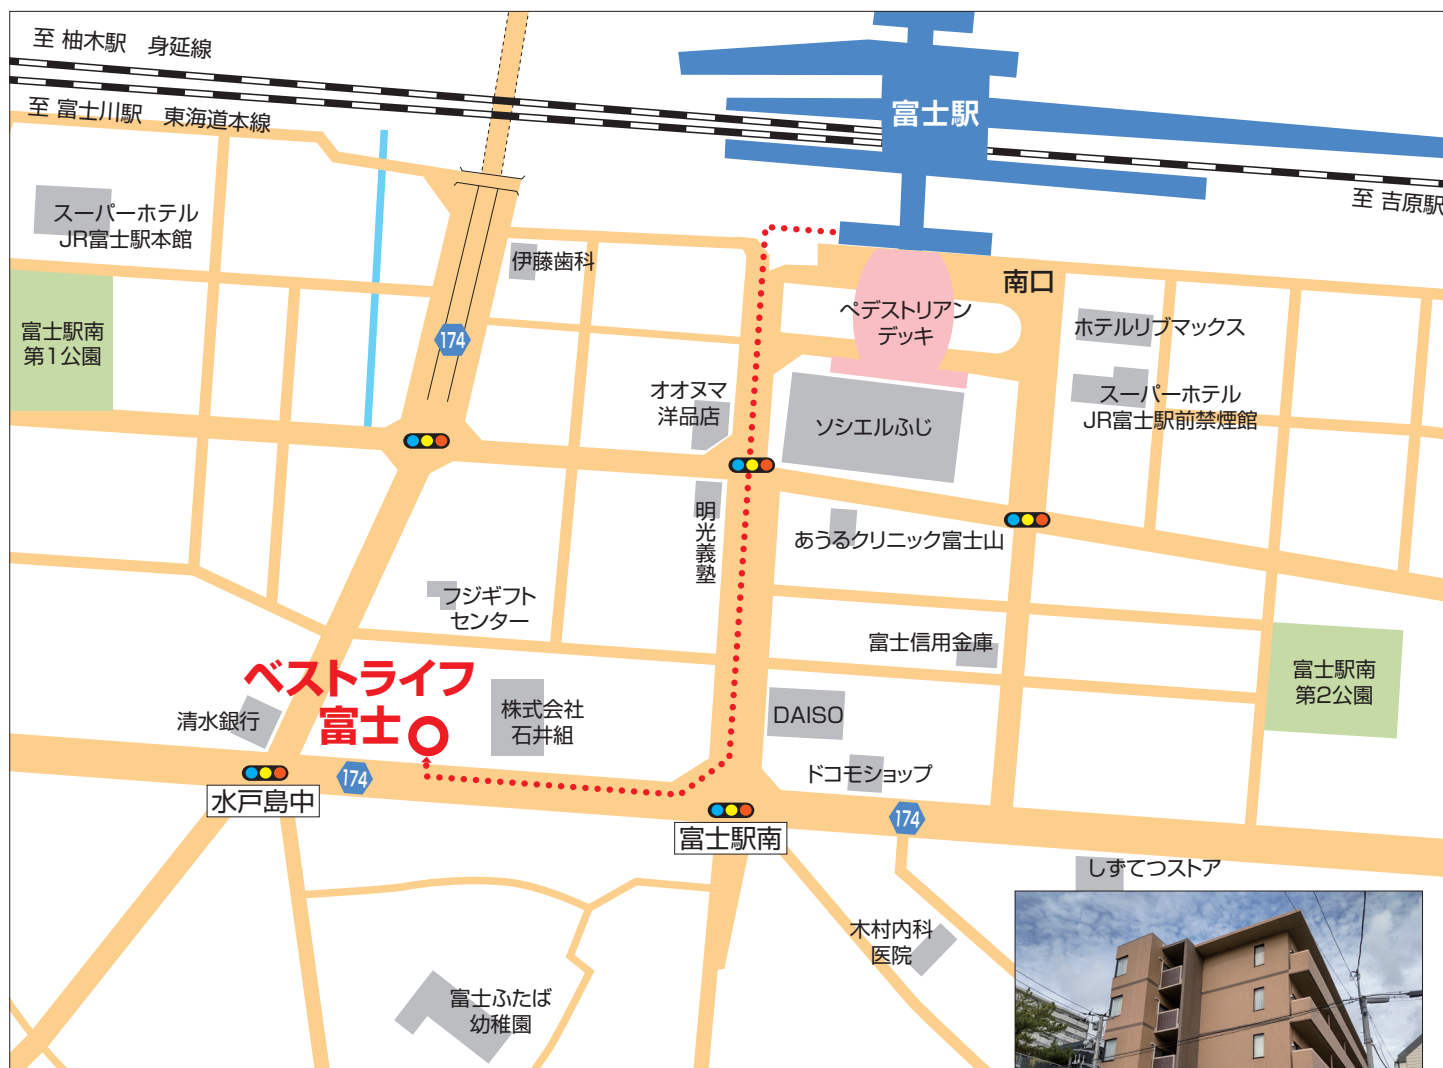 至 柚木駅　身延線
至 富士川駅　東海道本線
富士駅
至 吉原駅
スーパーホテル
JR富士駅本館
伊藤歯科
南口
ペデストリアン
デッキ
ホテルリブマックス
富士駅南
第1公園
174
オオヌマ
洋品店
ソシエルふじ
スーパーホテル
JR富士駅前禁煙館
明光義塾
あうるクリニック富士山
フジギフト
センター
富士信用金庫
富士駅南
第2公園
ベストライフ
富士
株式会社
石井組
清水銀行
DAISO
ドコモショップ
174
水戸島中
174
富士駅南
しずてつストア
木村内科
医院
富士ふたば
幼稚園